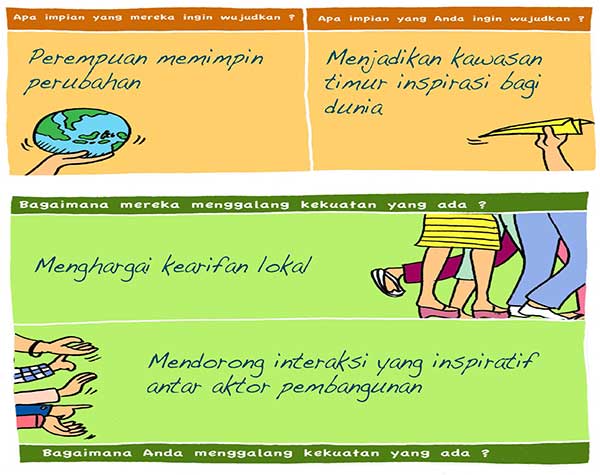 Apa impian yang mereka ingin wujudkan ?
Perempuan memimpin
perubahan
Apa impian yang Anda ingin wujudkan ?
Menjadikan kawasan
timur inspirasi bagi
dunia
Bagaimana mereka menggalang kekuatan yang ada ?
Menghargai kearifan lokal
Mendorong interaksi yang inspiratif
antar aktor pembangunan
Bagaimana Anda menggalang kekuatan yang ada ?